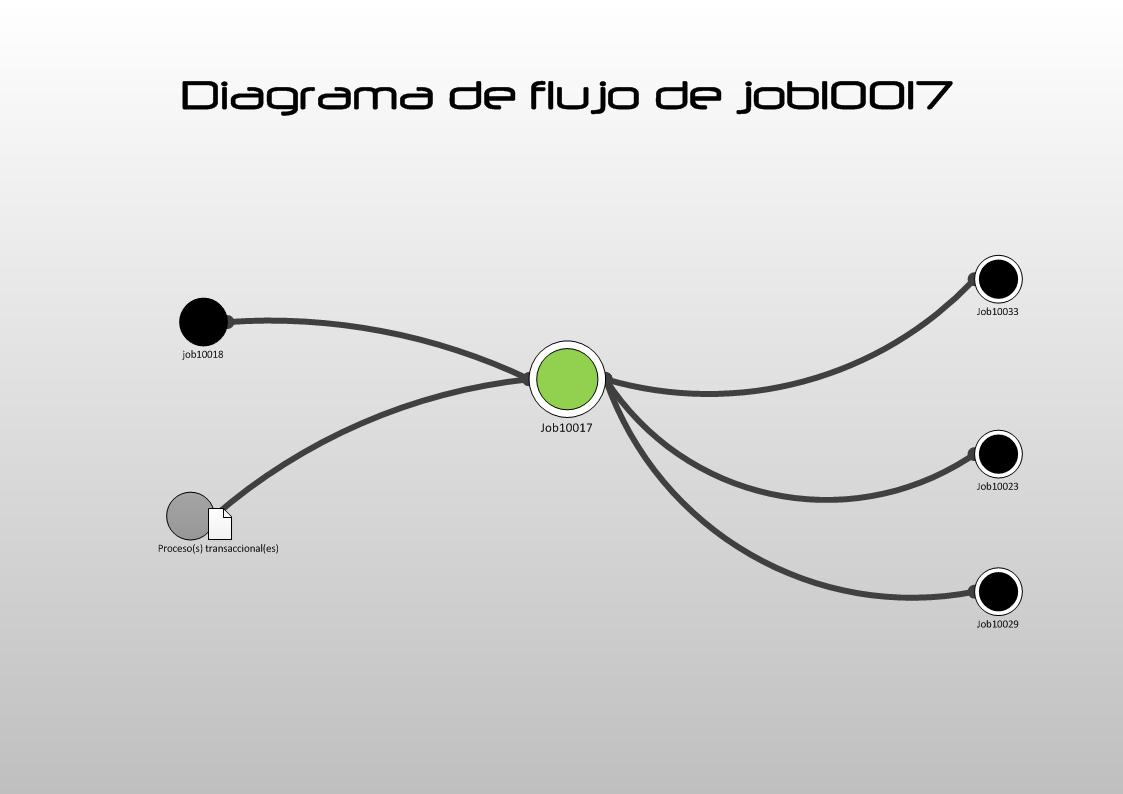 Diagrama de flujo de job10017
Job10033
job10018
Job10017
Job10023
Proceso(s) transaccional(es)
Job10029